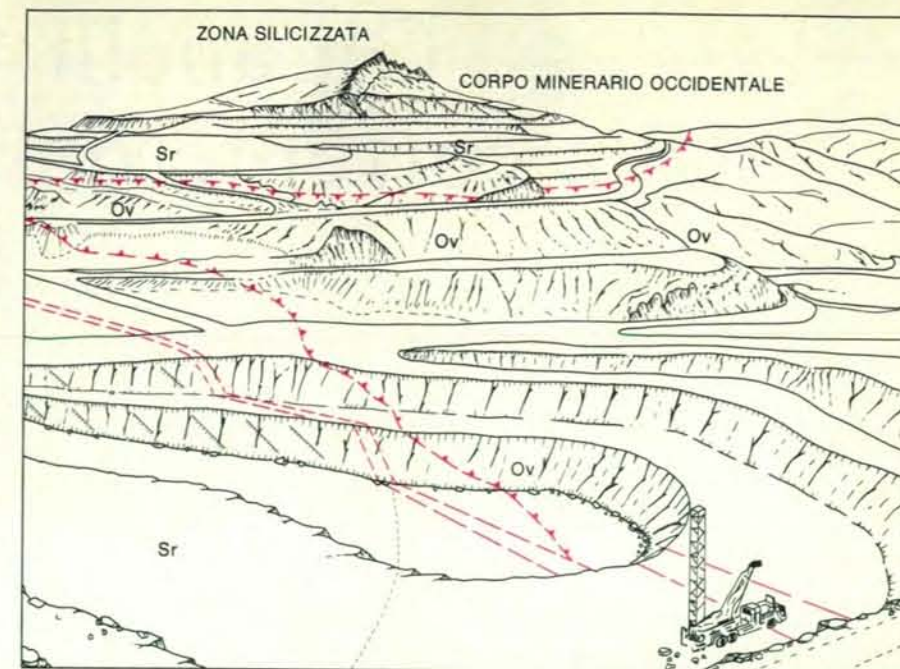 ZONA SILICIZZATA
CORPO MINERARIO OCCIDENTALE
Sr
Sr
Ov
Ov
Ov
Ov
Sr